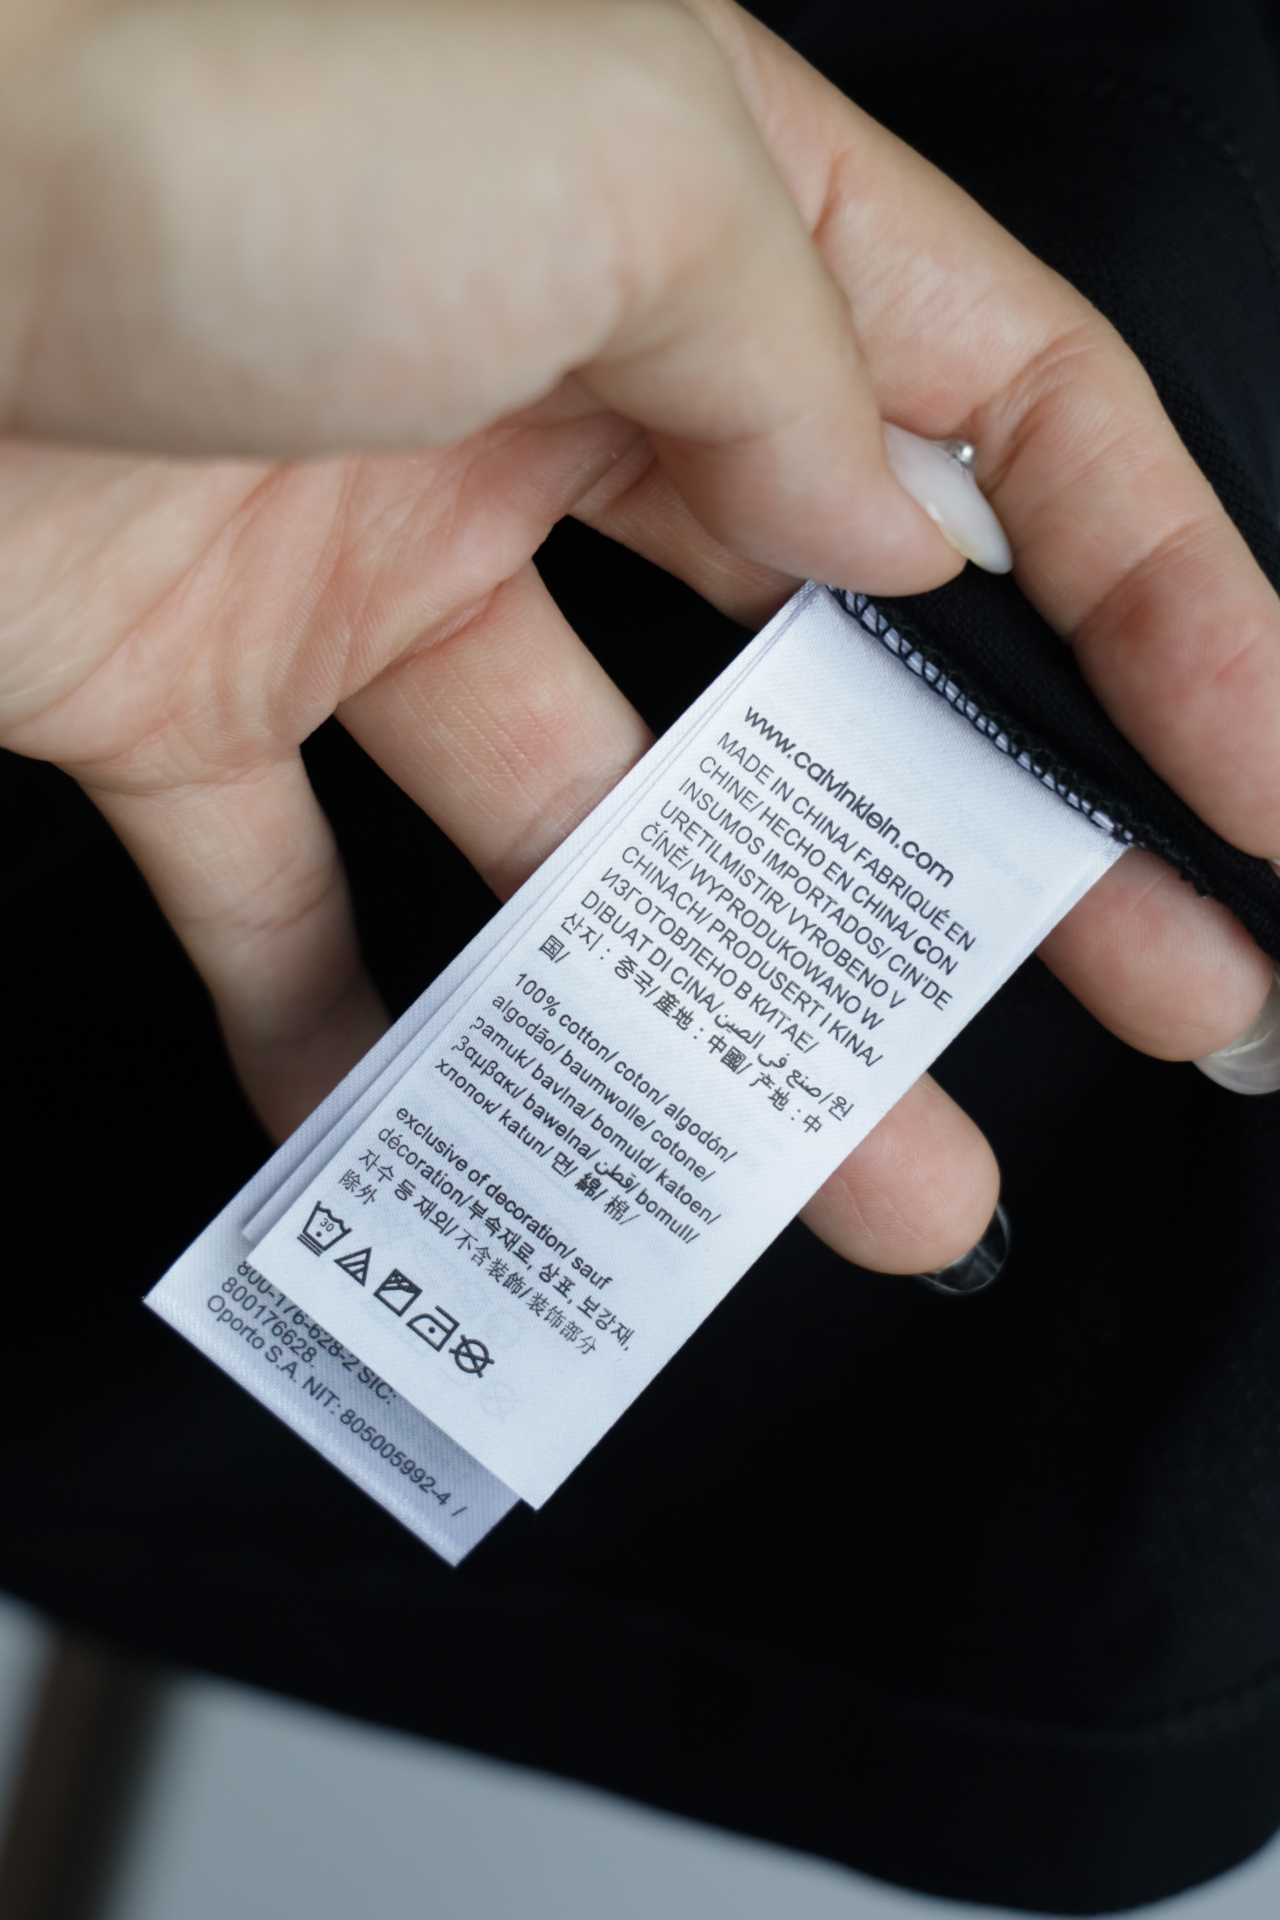 www.calvinklein.com
MADE IN CHINA/ FABRIQUÉ EN
CHINE/ HECHO EN CHINA/ CON
INSUMOS IMPORTADOS/ CIN'DE
URETILMISTIR/ VYROBENO V
ČÍNĚ/ WYPRODUKOWANO W
CHINACH/ PRODUSERT I KINA/
ИЗГОТОВЛЕНО В КИТАЕ/
DIBUAT DI CINA/ صنع في الصين/ 원
산지 : 중국/ 產地 : 中國/ 产地 : 中
国/
100% cotton/ coton/ algodón/
algodão/ baumwolle/ cotone/
pamuk/ bavlna/ bomuld/ katoen/
βαμβακι/ bawelna/ قطن/ bomull/
хлопок/ katun/ 면/ 綿/ 棉/
exclusive of decoration/ sauf
décoration/ 부속재료, 상표, 보강재,
자수 등 재외/ 不含装飾/ 装饰部分
除外
30
800-176-628-2 SIC:
800176628.
Oporto S.A. NIT: 805005992-4 /